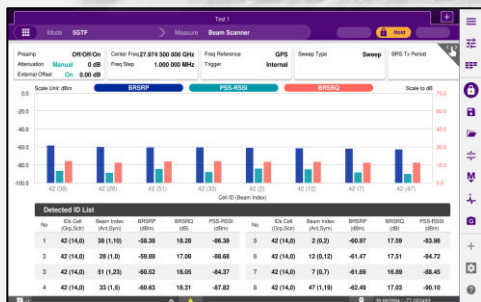 Test 1
Mode SGTF Measure Beam Scanner Hold
Preamp Off/Off/On
Attenuation Manual 0 dB
External Offset On 0.00 dB
Center Freq 27.974 500 000 GHz
Freq Step 1.000 000 MHz
Freq Reference GPS
Trigger Internal
Sweep Type Sweep
BRS Tx Period
Scale Unit: dBm BRSRP PSS-RSSI BRSRQ Scale to dB
0.0 75.0
-20.0 60.0
-40.0 45.0
-60.0 30.0
-80.0 15.0
-100.0 0.0
42 (38) 42 (28) 42 (51) 42 (33) 42 (2) 42 (12) 42 (7) 42 (47)
Cell ID (Beam Index)
Detected ID List
No IDs Cell (Grp,Sctr) Beam Index (Ant,Sym) BRSRP (dBm) BRSRQ (dB) PSS-RSSI (dBm) No IDs Cell (Grp,Sctr) Beam Index (Ant,Sym) BRSRP (dBm) BRSRQ (dB) PSS-RSSI (dBm)
1 42 (14,0) 38 (1,10) -58.38 18.28 -86.38 5 42 (14,0) 2 (0,2) -60.97 17.59 -83.98
2 42 (14,0) 28 (1,0) -59.88 17.08 -88.68 6 42 (14,0) 12 (0,12) -61.47 17.51 -84.72
3 42 (14,0) 51 (1,23) -60.52 18.05 -84.37 7 42 (14,0) 7 (0,7) -61.69 16.89 -88.45
4 42 (14,0) 33 (1,5) -60.63 18.31 -87.82 8 42 (14,0) 47 (1,19) -62.49 17.03 -90.10